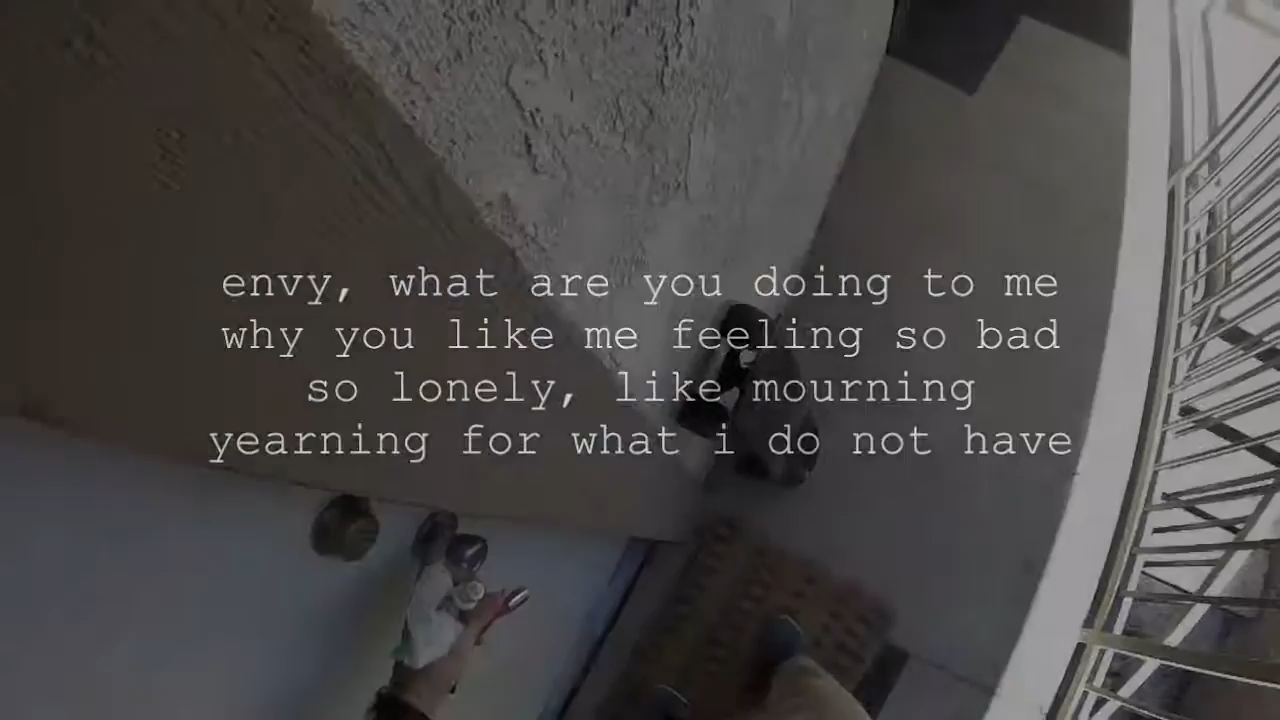 envy, what are you doing to me
why you like me feeling so bad
so lonely, like mourning
yearning for what i do not have